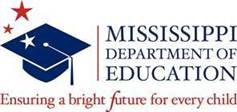 MISSISSIPPI
DEPARTMENT OF
EDUCATION
Ensuring a bright future for every child